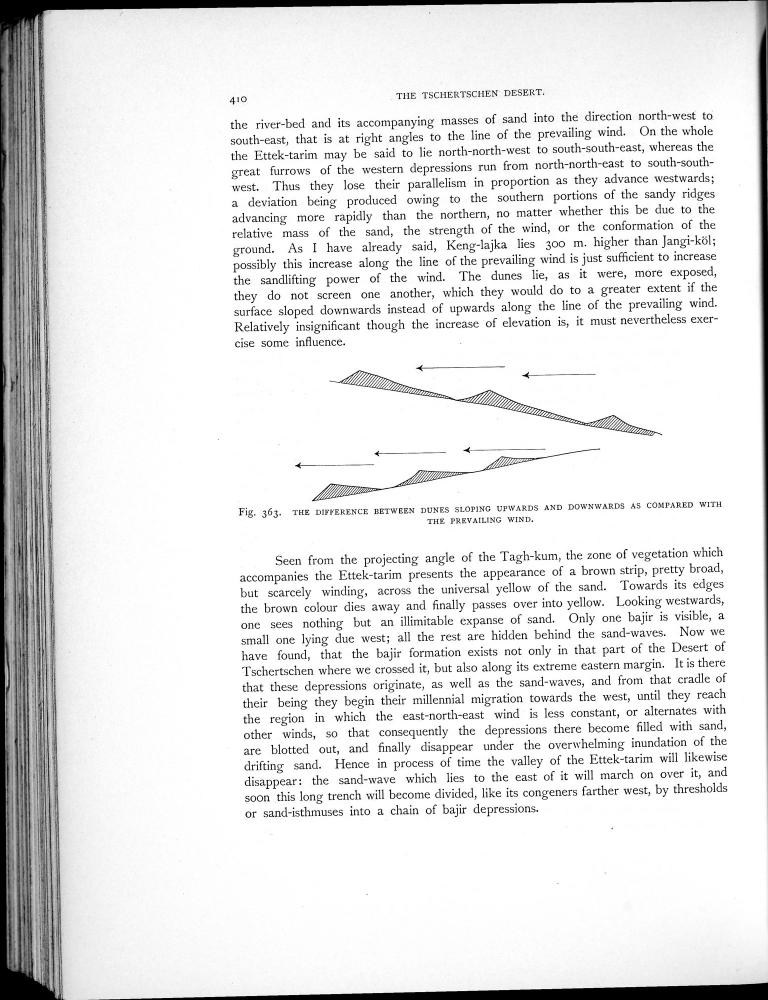 410
THE TSCHERTSCHEN DESERT.
the river-bed and its accompanying masses of sand into the direction north-west to
south-east, that is at right angles to the line of the prevailing wind. On the whole
the Ettek-tarim may be said to lie north-north-west to south-south-east, whereas the
great furrows of the western depressions run from north-north-east to south-south-
west. Thus they lose their parallelism in proportion as they advance westwards;
a deviation being produced owing to the southern portions of the sandy ridges
advancing more rapidly than the northern, no matter whether this be due to the
relative mass of the sand, the strength of the wind, or the conformation of the
ground. As I have already said, Keng-lajka lies 300 m. higher than Jangi-köl;
possibly this increase along the line of the prevailing wind is just sufficient to increase
the sandlifting power of the wind. The dunes lie, as it were, more exposed,
they do not screen one another, which they would do to a greater extent if the
surface sloped downwards instead of upwards along the line of the prevailing wind.
Relatively insignificant though the increase of elevation is, it must nevertheless exer-
cise some influence.
Fig. 363. THE DIFFERENCE BETWEEN DUNES SLOPING UPWARDS AND DOWNWARDS AS COMPARED WITH
THE PREVAILING WIND.
Seen from the projecting angle of the Tagh-kum, the zone of vegetation which
accompanies the Ettek-tarim presents the appearance of a brown strip, pretty broad,
but scarcely winding, across the universal yellow of the sand. Towards its edges
the brown colour dies away and finally passes over into yellow. Looking westwards,
one sees nothing but an illimitable expanse of sand. Only one bajir is visible, a
small one lying due west; all the rest are hidden behind the sand-waves. Now we
have found, that the bajir formation exists not only in that part of the Desert of
Tschertschen where we crossed it, but also along its extreme eastern margin. It is there
that these depressions originate, as well as the sand-waves, and from that cradle of
their being they begin their millennial migration towards the west, until they reach
the region in which the east-north-east wind is less constant, or alternates with
other winds, so that consequently the depressions there become filled with sand,
are blotted out, and finally disappear under the overwhelming inundation of the
drifting sand. Hence in process of time the valley of the Ettek-tarim will likewise
disappear: the sand-wave which lies to the east of it will march on over it, and
soon this long trench will become divided, like its congeners farther west, by thresholds
or sand-isthmuses into a chain of bajir depressions.